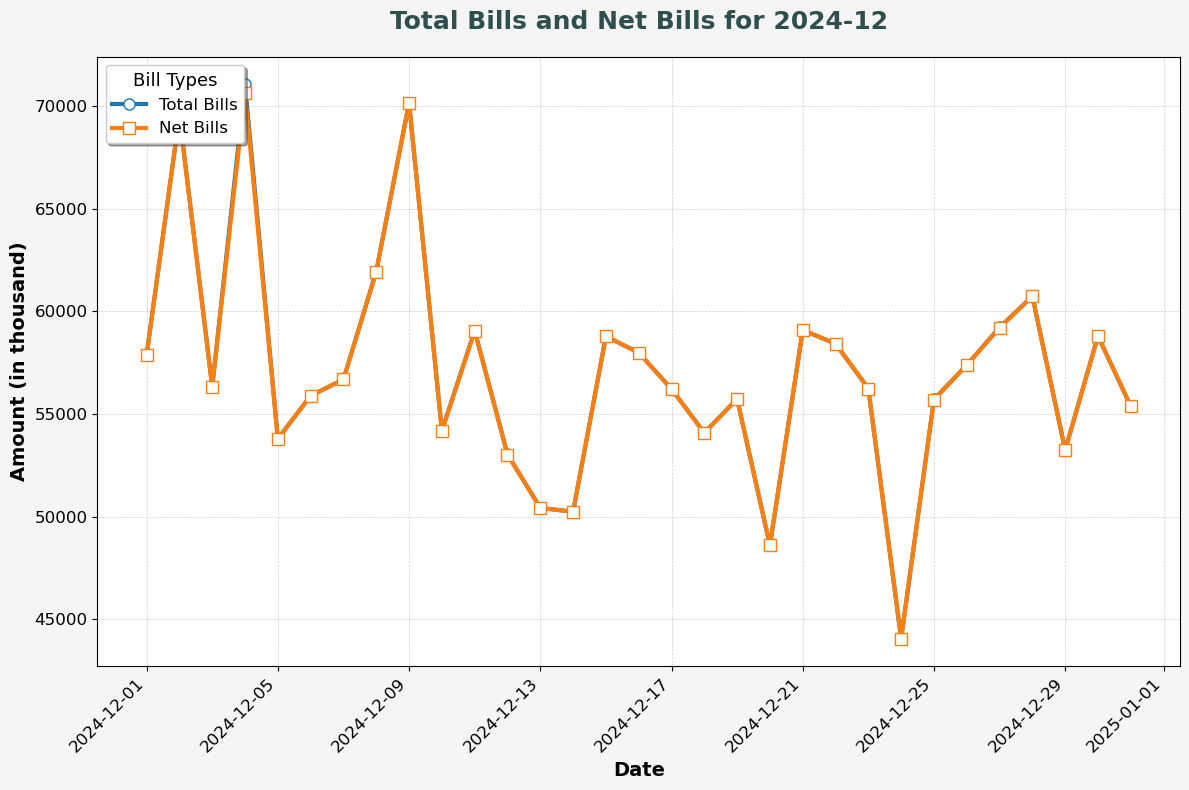 Total Bills and Net Bills for 2024-12
Bill Types
Total Bills
Net Bills
Amount (in thousand)
70000
65000
60000
55000
50000
45000
2024-12-01
2024-12-05
2024-12-09
2024-12-13
2024-12-17
2024-12-21
2024-12-25
2024-12-29
2025-01-01
Date